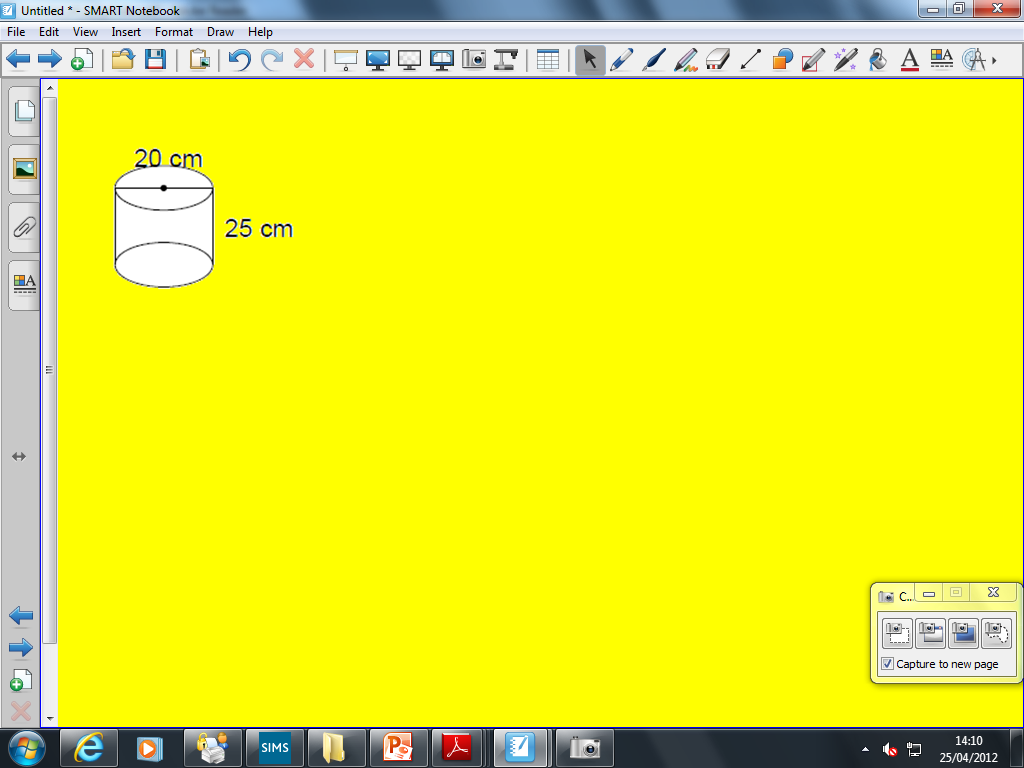 Untitled * - SMART Notebook
File Edit View Insert Format Draw Help
20 cm
25 cm
C...
Capture to new page
SIMS
14:10
25/04/2012